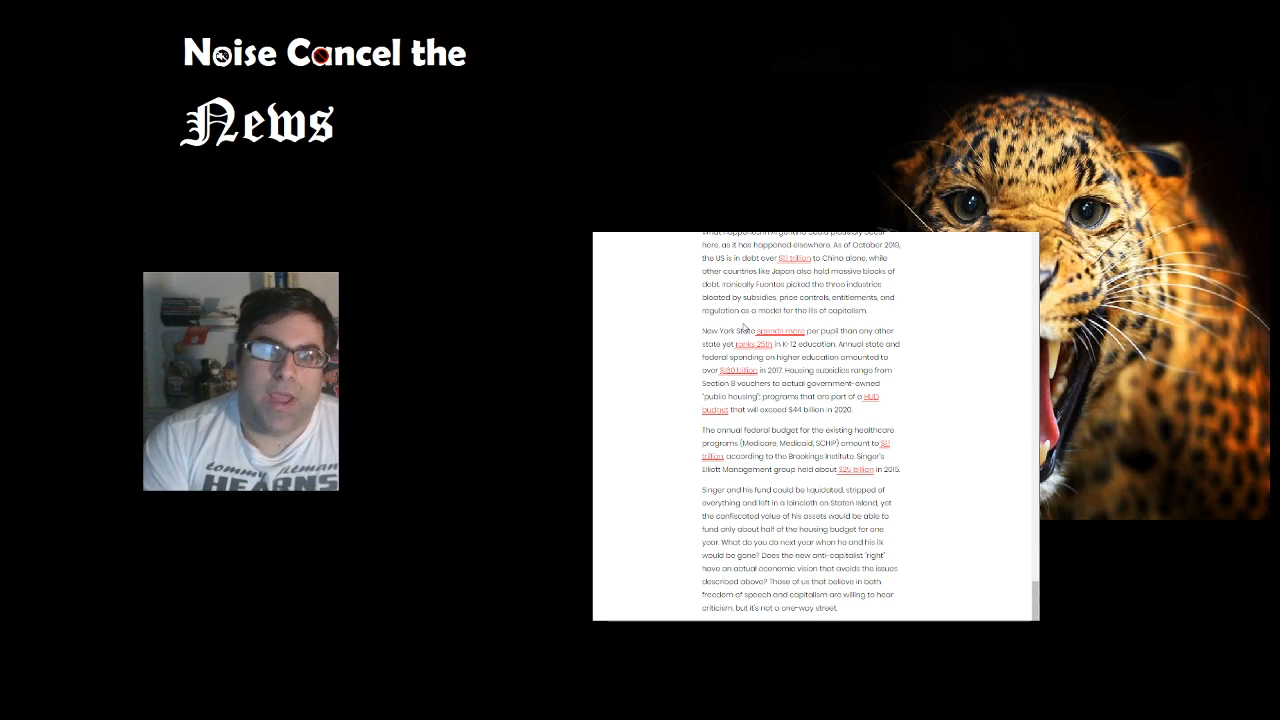 Noise Cancel the
News
What happened in Argentina could plausibly occur
here, as it has happened elsewhere. As of October 2019,
the US is in debt over $1.1 trillion to China alone, while
other countries like Japan also hold massive blocks of
debt. Ironically Fuentes picked the three industries
bloated by subsidies, price controls, entitlements, and
regulation as a model for the ills of capitalism.
New York State spends more per pupil than any other
state yet ranks 25th in K-12 education. Annual state and
federal spending on higher education amounted to
over $160 billion in 2017. Housing subsidies range from
Section 8 vouchers to actual government-owned
"public housing"; programs that are part of a HUD
budget that will exceed $44 billion in 2020.
The annual federal budget for the existing healthcare
programs (Medicare, Medicaid, SCHIP) amount to $1.1
trillion, according to the Brookings Institute. Singer's
Elliott Management group held about $25 billion in 2015.
Singer and his fund could be liquidated; stripped of
everything and left in a loincloth on Staten Island, yet
the confiscated value of his assets would be able to
fund only about half of the housing budget for one
year. What do you do next year when he and his ilk
would be gone? Does the new anti-capitalist "right"
have an actual economic vision that avoids the issues
described above? Those of us that believe in both
freedom of speech and capitalism are willing to hear
criticism, but it's not a one-way street.
tommy
HEARNS